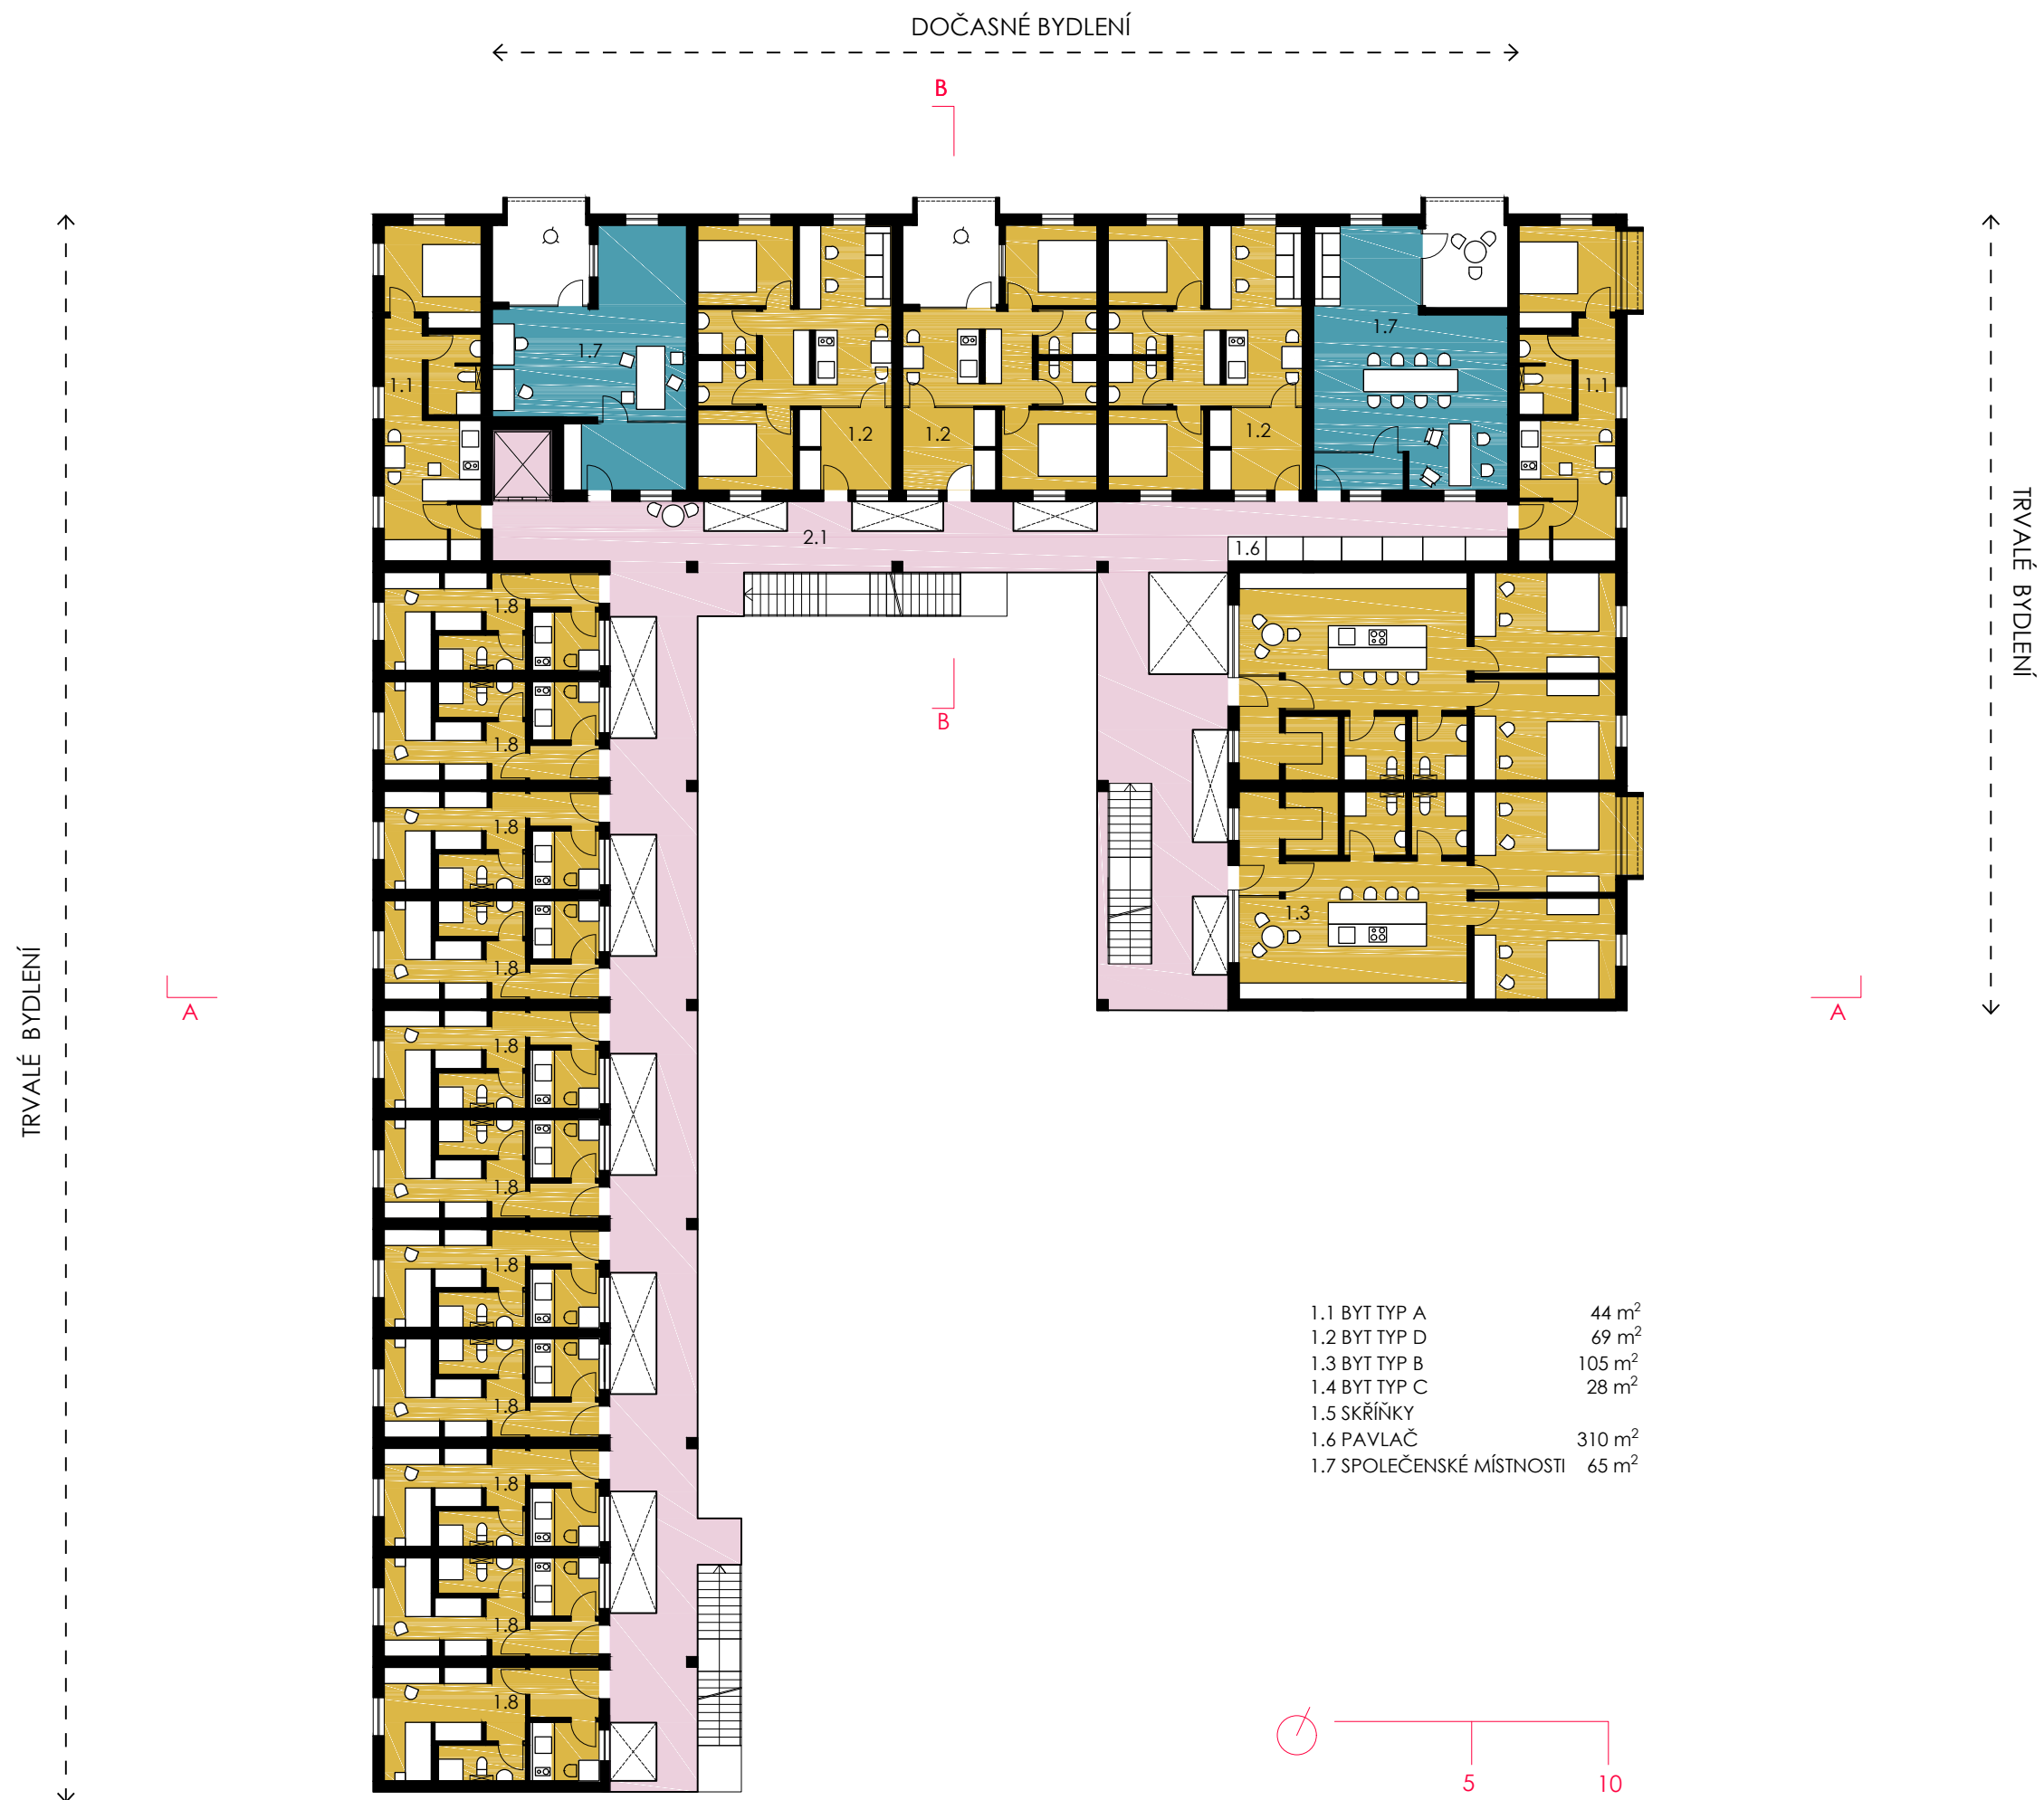 DOČASNÉ BYDLENÍ
B
1.7
1.7
1.1
1.1
1.2
1.2
1.2
2.1
1.6
TRVALÉ BYDLENÍ
1.8
B
1.8
1.8
1.3
1.8
TRVALÉ BYDLENÍ
A
A
1.8
1.8
1.8
1.8
1.8
1.8
1.8
1.1 BYT TYP A 44 m²
1.2 BYT TYP D 69 m²
1.3 BYT TYP B 105 m²
1.4 BYT TYP C 28 m²
1.5 SKŘÍŇKY
1.6 PAVLAČ 310 m²
1.7 SPOLEČENSKÉ MÍSTNOSTI 65 m²
5 10